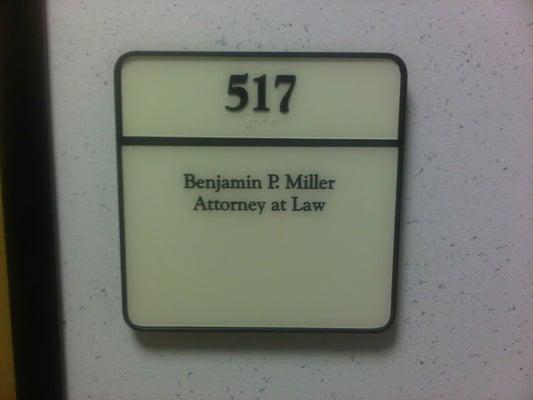 517
Benjamin P. Miller
Attorney at Law